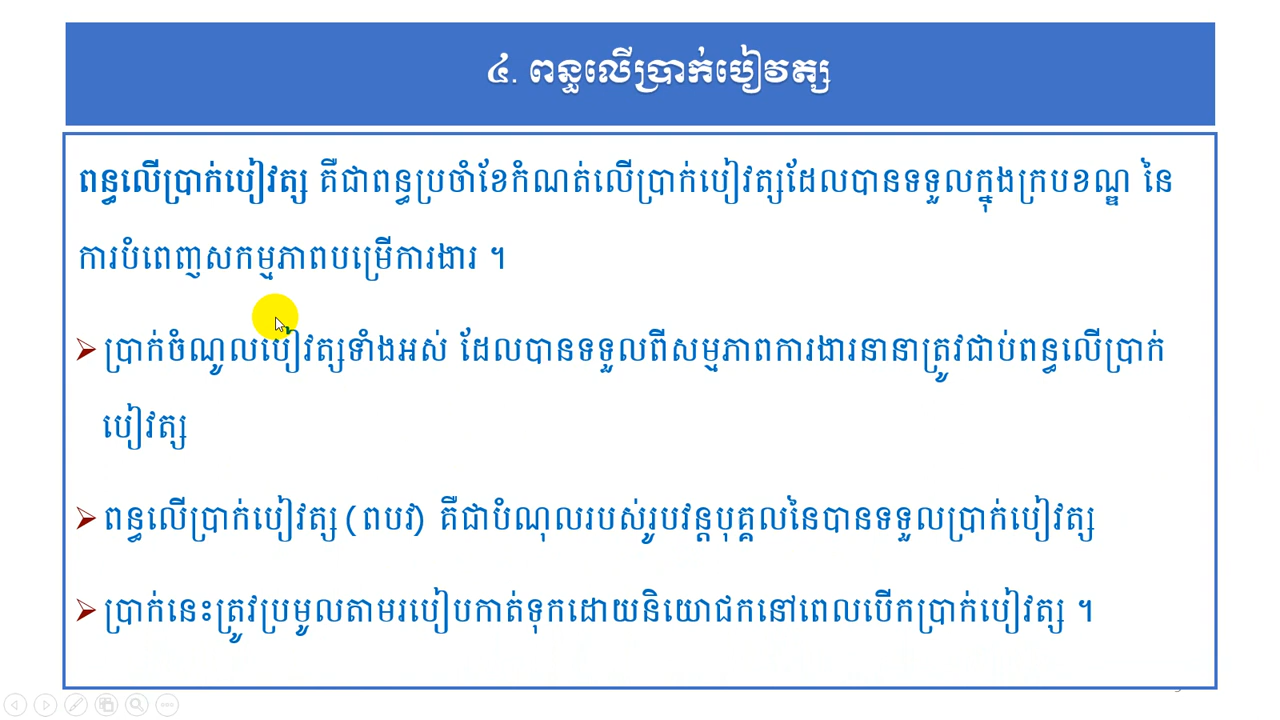 ៤. ពន្ធលើប្រាក់បៀវត្ស
ពន្ធលើប្រាក់បៀវត្ស គឺជាពន្ធប្រចាំខែកំណត់លើប្រាក់បៀវត្សដែលបានទទួលក្នុងក្របខណ្ឌ នៃ
ការបំពេញសកម្មភាពបម្រើការងារ ។
ប្រាក់ចំណូលបៀវត្សទាំងអស់ ដែលបានទទួលពីសម្មភាពការងារនានាត្រូវជាប់ពន្ធលើប្រាក់
បៀវត្ស
ពន្ធលើប្រាក់បៀវត្ស (ពបវ) គឺជាបំណុលរបស់រូបវន្តបុគ្គលនៃបានទទួលប្រាក់បៀវត្ស
ប្រាក់នេះត្រូវប្រមូលតាមរបៀបកាត់ទុកដោយនិយោជកនៅពេលបើកប្រាក់បៀវត្ស ។